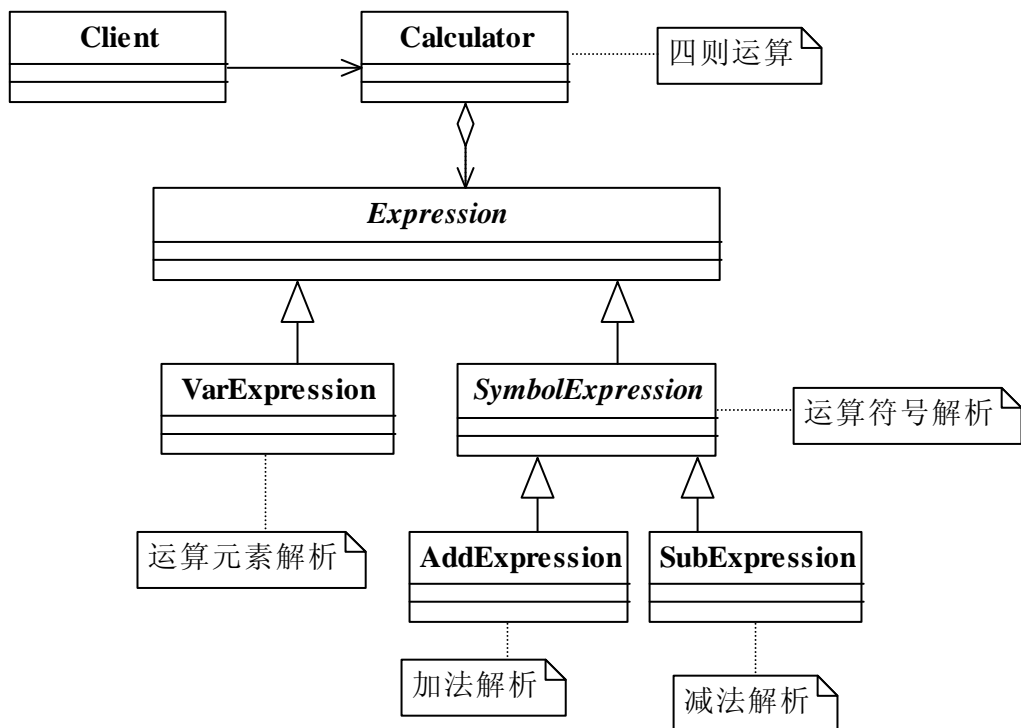 Client
Calculator
四则运算
Expression
VarExpression
SymbolExpression
运算符号解析
运算元素解析
AddExpression
SubExpression
加法解析
减法解析